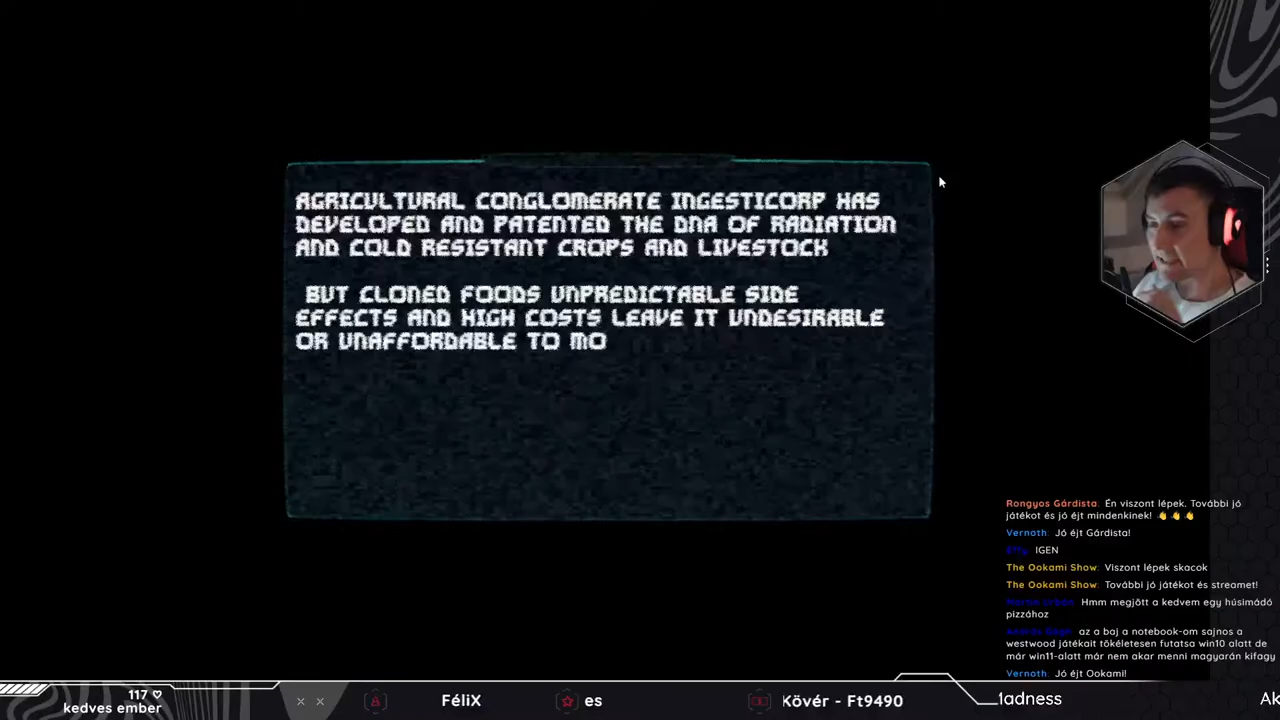 AGRICULTURAL CONGLOMERATE INGESTICORP HAS
DEVELOPED AND PATENTED THE DNA OF RADIATION
AND COLD RESISTANT CROPS AND LIVESTOCK
BUT CLONED FOODS UNPREDICTABLE SIDE
EFFECTS AND HIGH COSTS LEAVE IT UNDESIRABLE
OR UNAFFORDABLE TO MO
Rongyos Gárdista: Én viszont lépek. További jó
játékot és jó éjt mindenkinek! 👋👋👋
Vernoth: Jó éjt Gárdista!
IGEN
The Ookami Show: Viszont lépek skacok
The Ookami Show: További jó játékot és streamet!
Hmm megjött a kedvem egy húsimádó
pizzához
az a baj a notebook-om sajnos a
westwood játékait tökéletesen futatsa win10 alatt de
már win11-alatt már nem akar menni magyarán kifagy
Vernoth: Jó éjt Ookami!
117 ♡
kedves ember
FéliX
es
Kövér - Ft9490
1adness
Ak